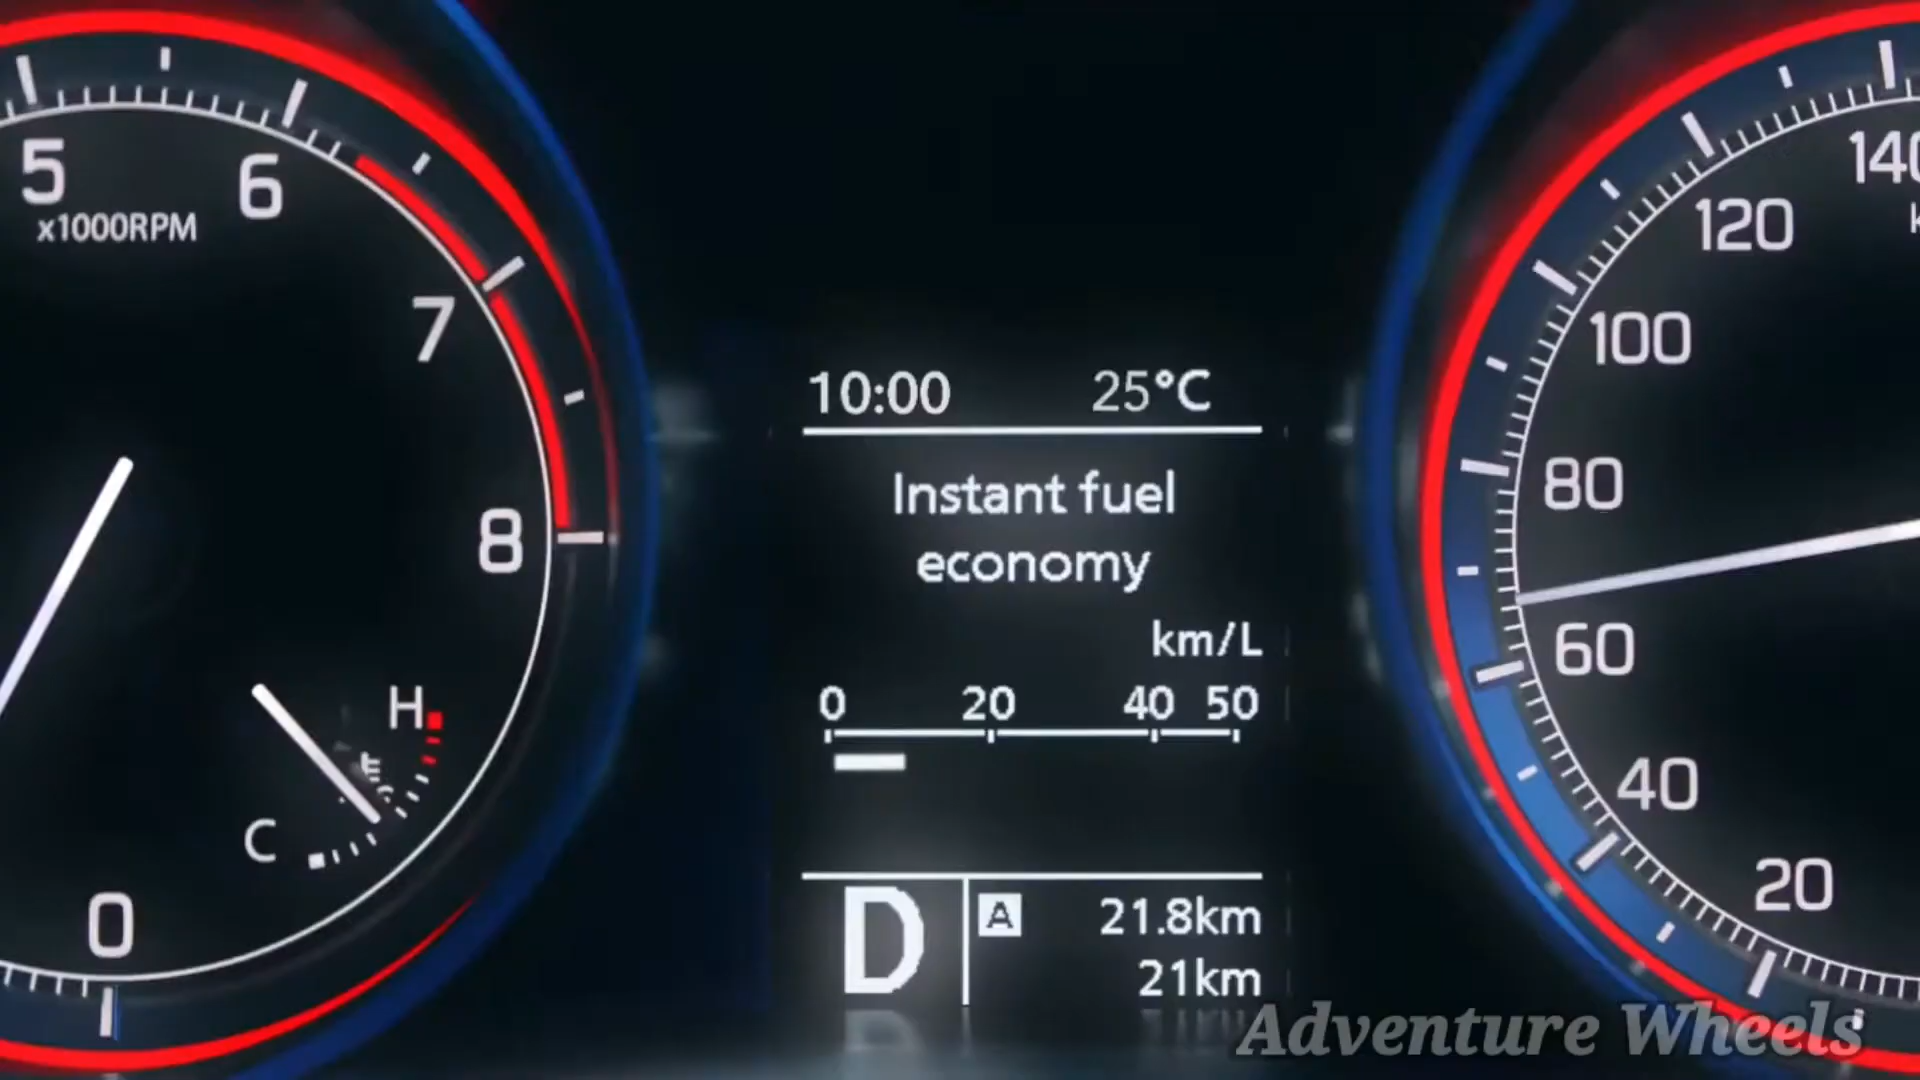 5
6
x1000RPM
7
8
H
C
0
10:00 25°C
Instant fuel
economy
km/L
0 20 40 50
D A 21.8km
21km
140
120
100
80
60
40
20
Adventure Wheels